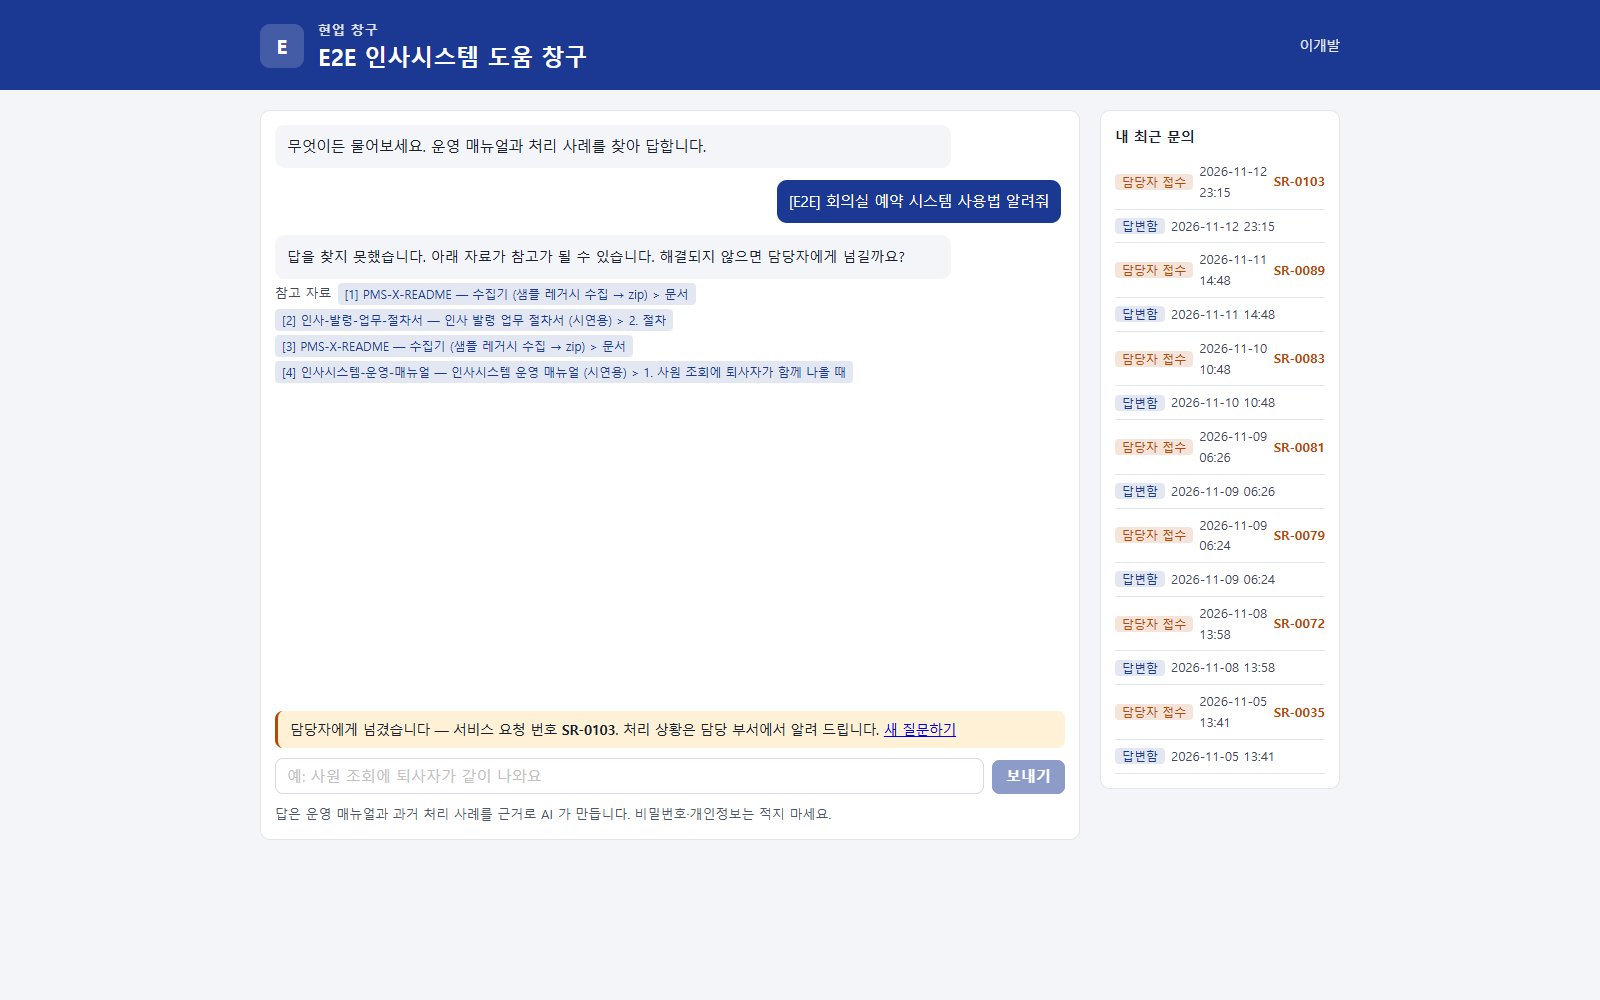 E
현업 창구
E2E 인사시스템 도움 창구
이개발
무엇이든 물어보세요. 운영 매뉴얼과 처리 사례를 찾아 답합니다.
[E2E] 회의실 예약 시스템 사용법 알려줘
답을 찾지 못했습니다. 아래 자료가 참고가 될 수 있습니다. 해결되지 않으면 담당자에게 넘길까요?
참고 자료 [1] PMS-X-README — 수집기 (샘플 레거시 수집 → zip) > 문서
[2] 인사-발령-업무-절차서 — 인사 발령 업무 절차서 (시연용) > 2. 절차
[3] PMS-X-README — 수집기 (샘플 레거시 수집 → zip) > 문서
[4] 인사시스템-운영-매뉴얼 — 인사시스템 운영 매뉴얼 (시연용) > 1. 사원 조회에 퇴사자가 함께 나올 때
담당자에게 넘겼습니다 — 서비스 요청 번호 SR-0103. 처리 상황은 담당 부서에서 알려 드립니다. 새 질문하기
예: 사원 조회에 퇴사자가 같이 나와요
보내기
답은 운영 매뉴얼과 과거 처리 사례를 근거로 AI 가 만듭니다. 비밀번호·개인정보는 적지 마세요.
내 최근 문의
담당자 접수 2026-11-12 23:15 SR-0103
답변함 2026-11-12 23:15
담당자 접수 2026-11-11 14:48 SR-0089
답변함 2026-11-11 14:48
담당자 접수 2026-11-10 10:48 SR-0083
답변함 2026-11-10 10:48
담당자 접수 2026-11-09 06:26 SR-0081
답변함 2026-11-09 06:26
담당자 접수 2026-11-09 06:24 SR-0079
답변함 2026-11-09 06:24
담당자 접수 2026-11-08 13:58 SR-0072
답변함 2026-11-08 13:58
담당자 접수 2026-11-05 13:41 SR-0035
답변함 2026-11-05 13:41